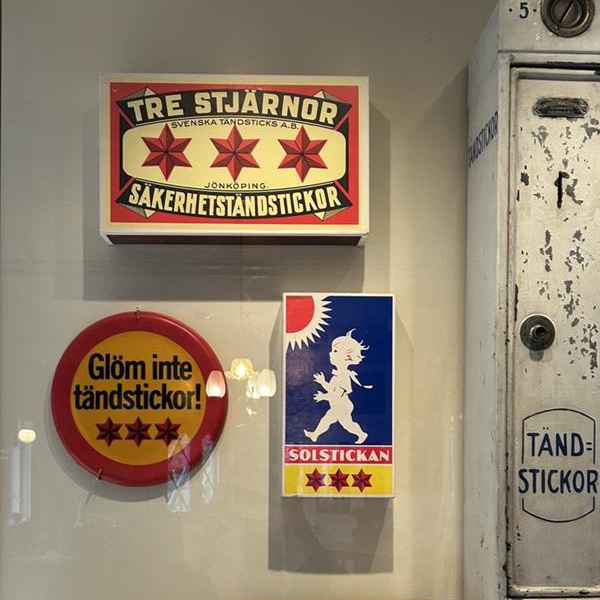 TRE STJÄRNOR
SVENSKA TÄNDSTICKS A.B.
JÖNKÖPING.
SÄKERHETSTÄNDSTICKOR
Glöm inte
tändstickor!
SOLSTICKAN
· 5 ·
TÄNDSTICKOR
TÄND=
STICKOR